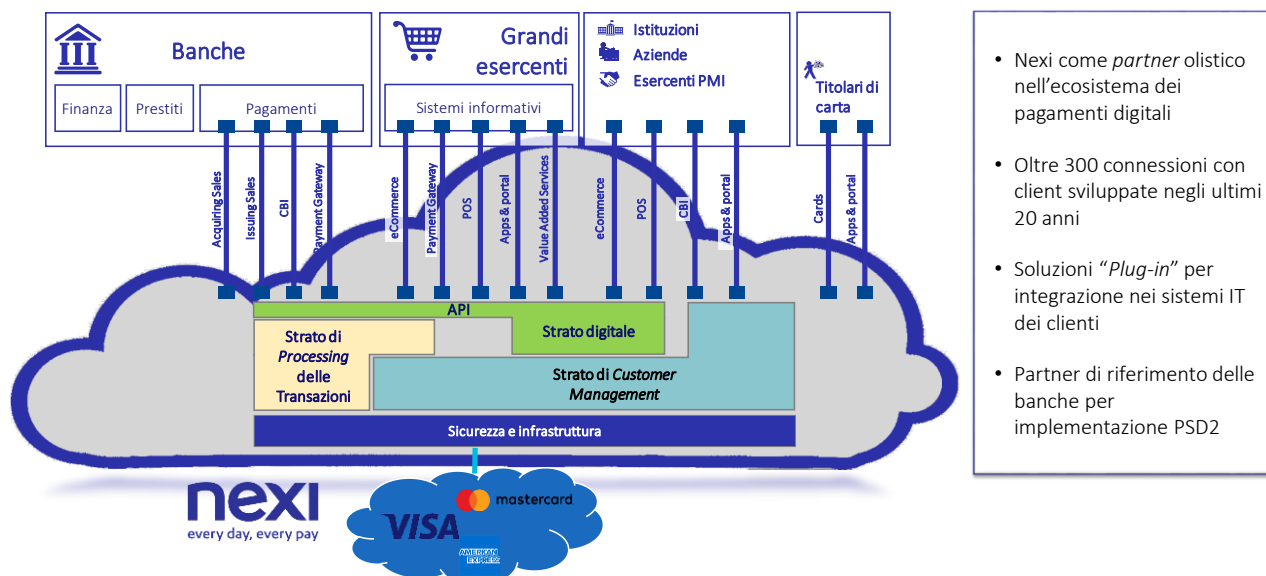 Banche
Finanza
Prestiti
Pagamenti
Grandi
esercenti
Sistemi informativi
Istituzioni
Aziende
Esercenti PMI
Titolari di
carta
Acquiring Sales
Issuing Sales
CBI
Payment Gateway
eCommerce
Payment Gateway
POS
Apps & portal
Value Added Services
eCommerce
POS
CBI
Apps & portal
Cards
Apps & portal
API
Strato digitale
Strato di
Processing
delle
Transazioni
Strato di Customer
Management
Sicurezza e infrastruttura
nexi
every day, every pay
mastercard
VISA
AMERICAN
EXPRESS
• Nexi come partner olistico
nell'ecosistema dei
pagamenti digitali
• Oltre 300 connessioni con
client sviluppate negli ultimi
20 anni
• Soluzioni “Plug-in” per
integrazione nei sistemi IT
dei clienti
• Partner di riferimento delle
banche per
implementazione PSD2